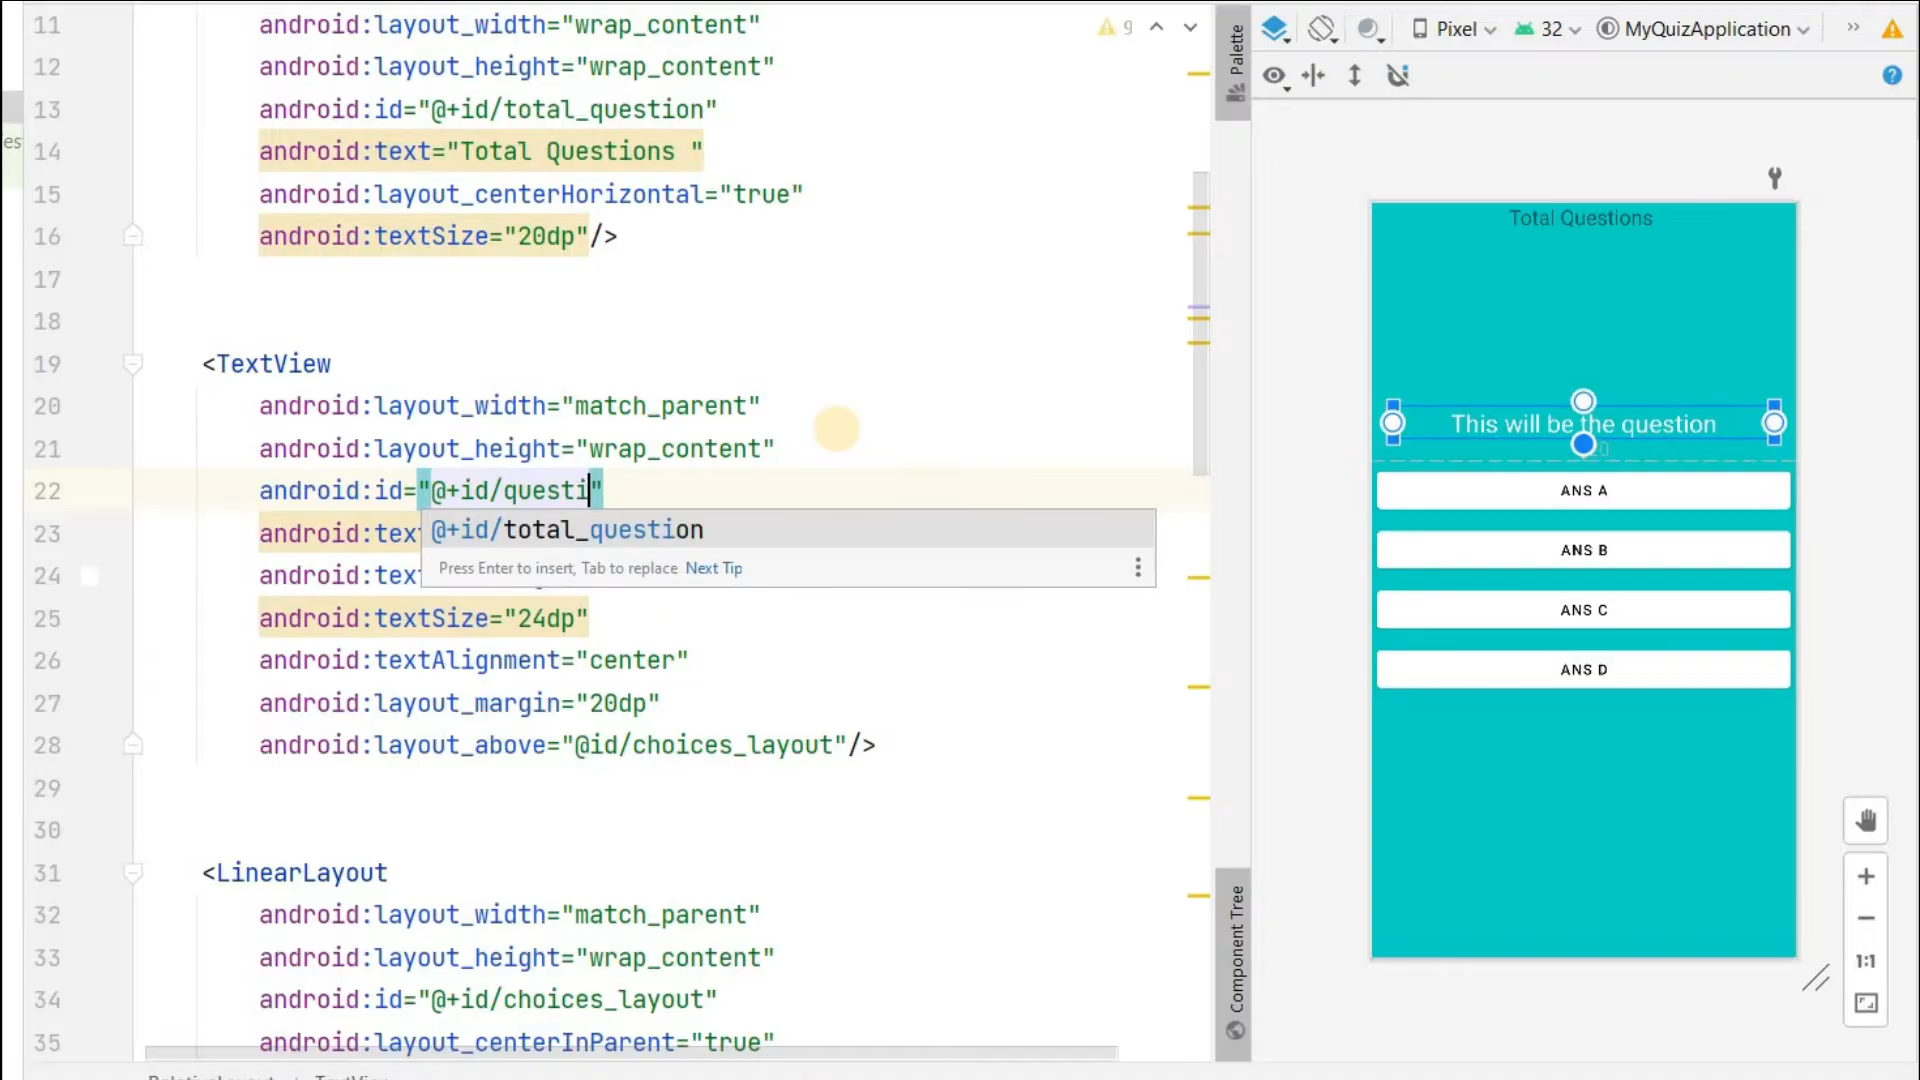 11 android:layout_width="wrap_content"
12 android:layout_height="wrap_content"
13 android:id="@+id/total_question"
14 android:text="Total Questions "
15 android:layout_centerHorizontal="true"
16 android:textSize="20dp"/>
17
18
19 <TextView
20 android:layout_width="match_parent"
21 android:layout_height="wrap_content"
22 android:id="@+id/questi"
@+id/total_question
Press Enter to insert, Tab to replace Next Tip
23 android:tex
24 android:tex
25 android:textSize="24dp"
26 android:textAlignment="center"
27 android:layout_margin="20dp"
28 android:layout_above="@id/choices_layout"/>
29
30
31 <LinearLayout
32 android:layout_width="match_parent"
33 android:layout_height="wrap_content"
34 android:id="@+id/choices_layout"
35 android:layout_centerInParent="true"
9
Palette
Component Tree
Pixel 32 MyQuizApplication
Total Questions
This will be the question
ANS A
ANS B
ANS C
ANS D
1:1